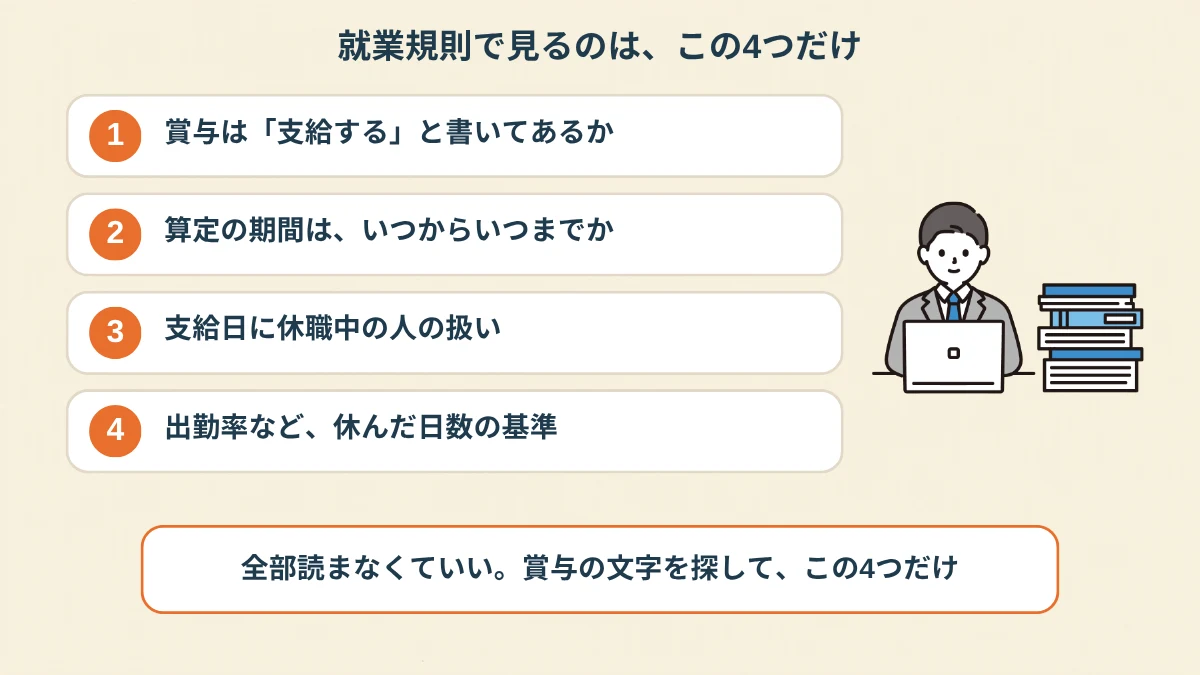 就業規則で見るのは、この4つだけ
1 賞与は「支給する」と書いてあるか
2 算定の期間は、いつからいつまでか
3 支給日に休職中の人の扱い
4 出勤率など、休んだ日数の基準
全部読まなくていい。賞与の文字を探して、この4つだけ